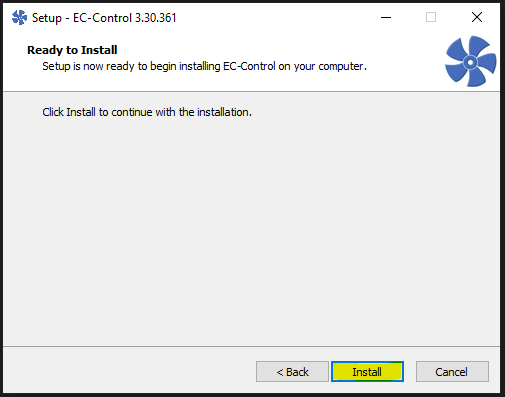 Setup - EC-Control 3.30.361
Ready to Install
Setup is now ready to begin installing EC-Control on your computer.
Click Install to continue with the installation.
< Back
Install
Cancel